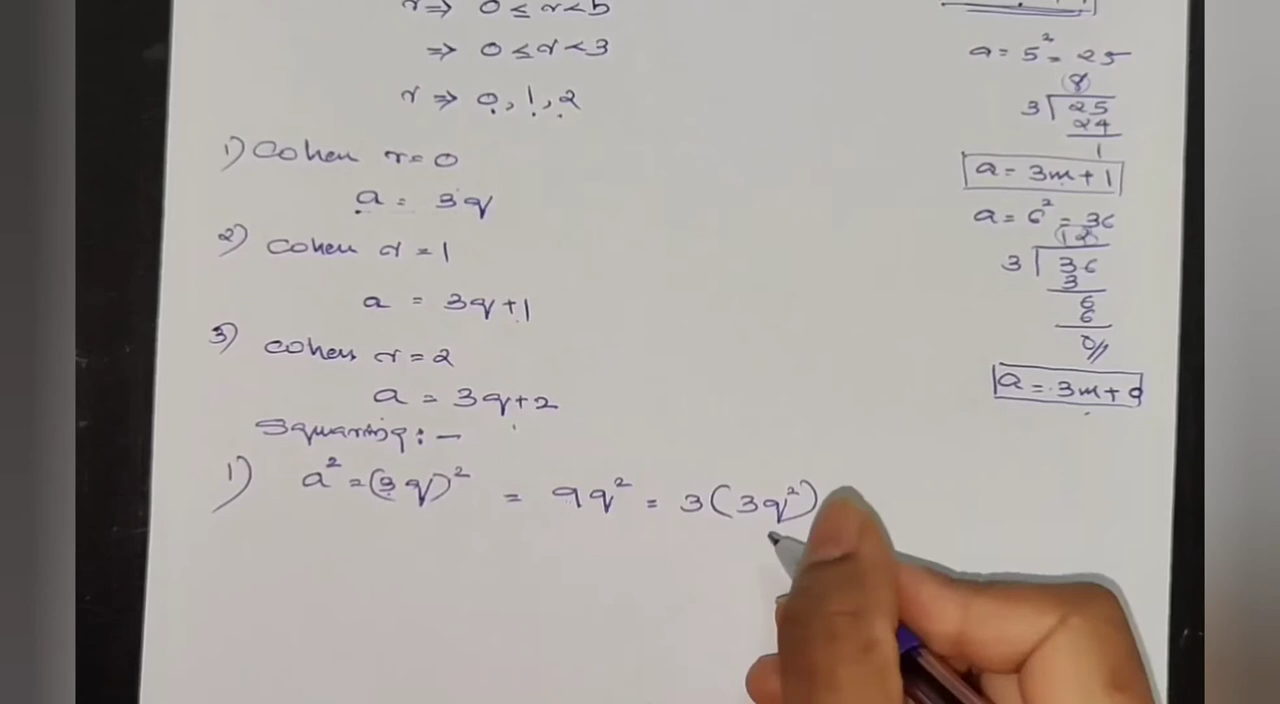 r ⇒ 0 ≤ r < b
⇒ 0 ≤ r < 3
r ⇒ 0, 1, 2
1) when r = 0
a = 3q
2) when r = 1
a = 3q + 1
3) when r = 2
a = 3q + 2
Squaring : –
1) a² = (3q)² = 9q² = 3(3q²)
a = 5² = 25
8
3 25
24
1
a = 3m + 1
a = 6² = 36
12
3 36
3
6
6
0//
a = 3m + 0